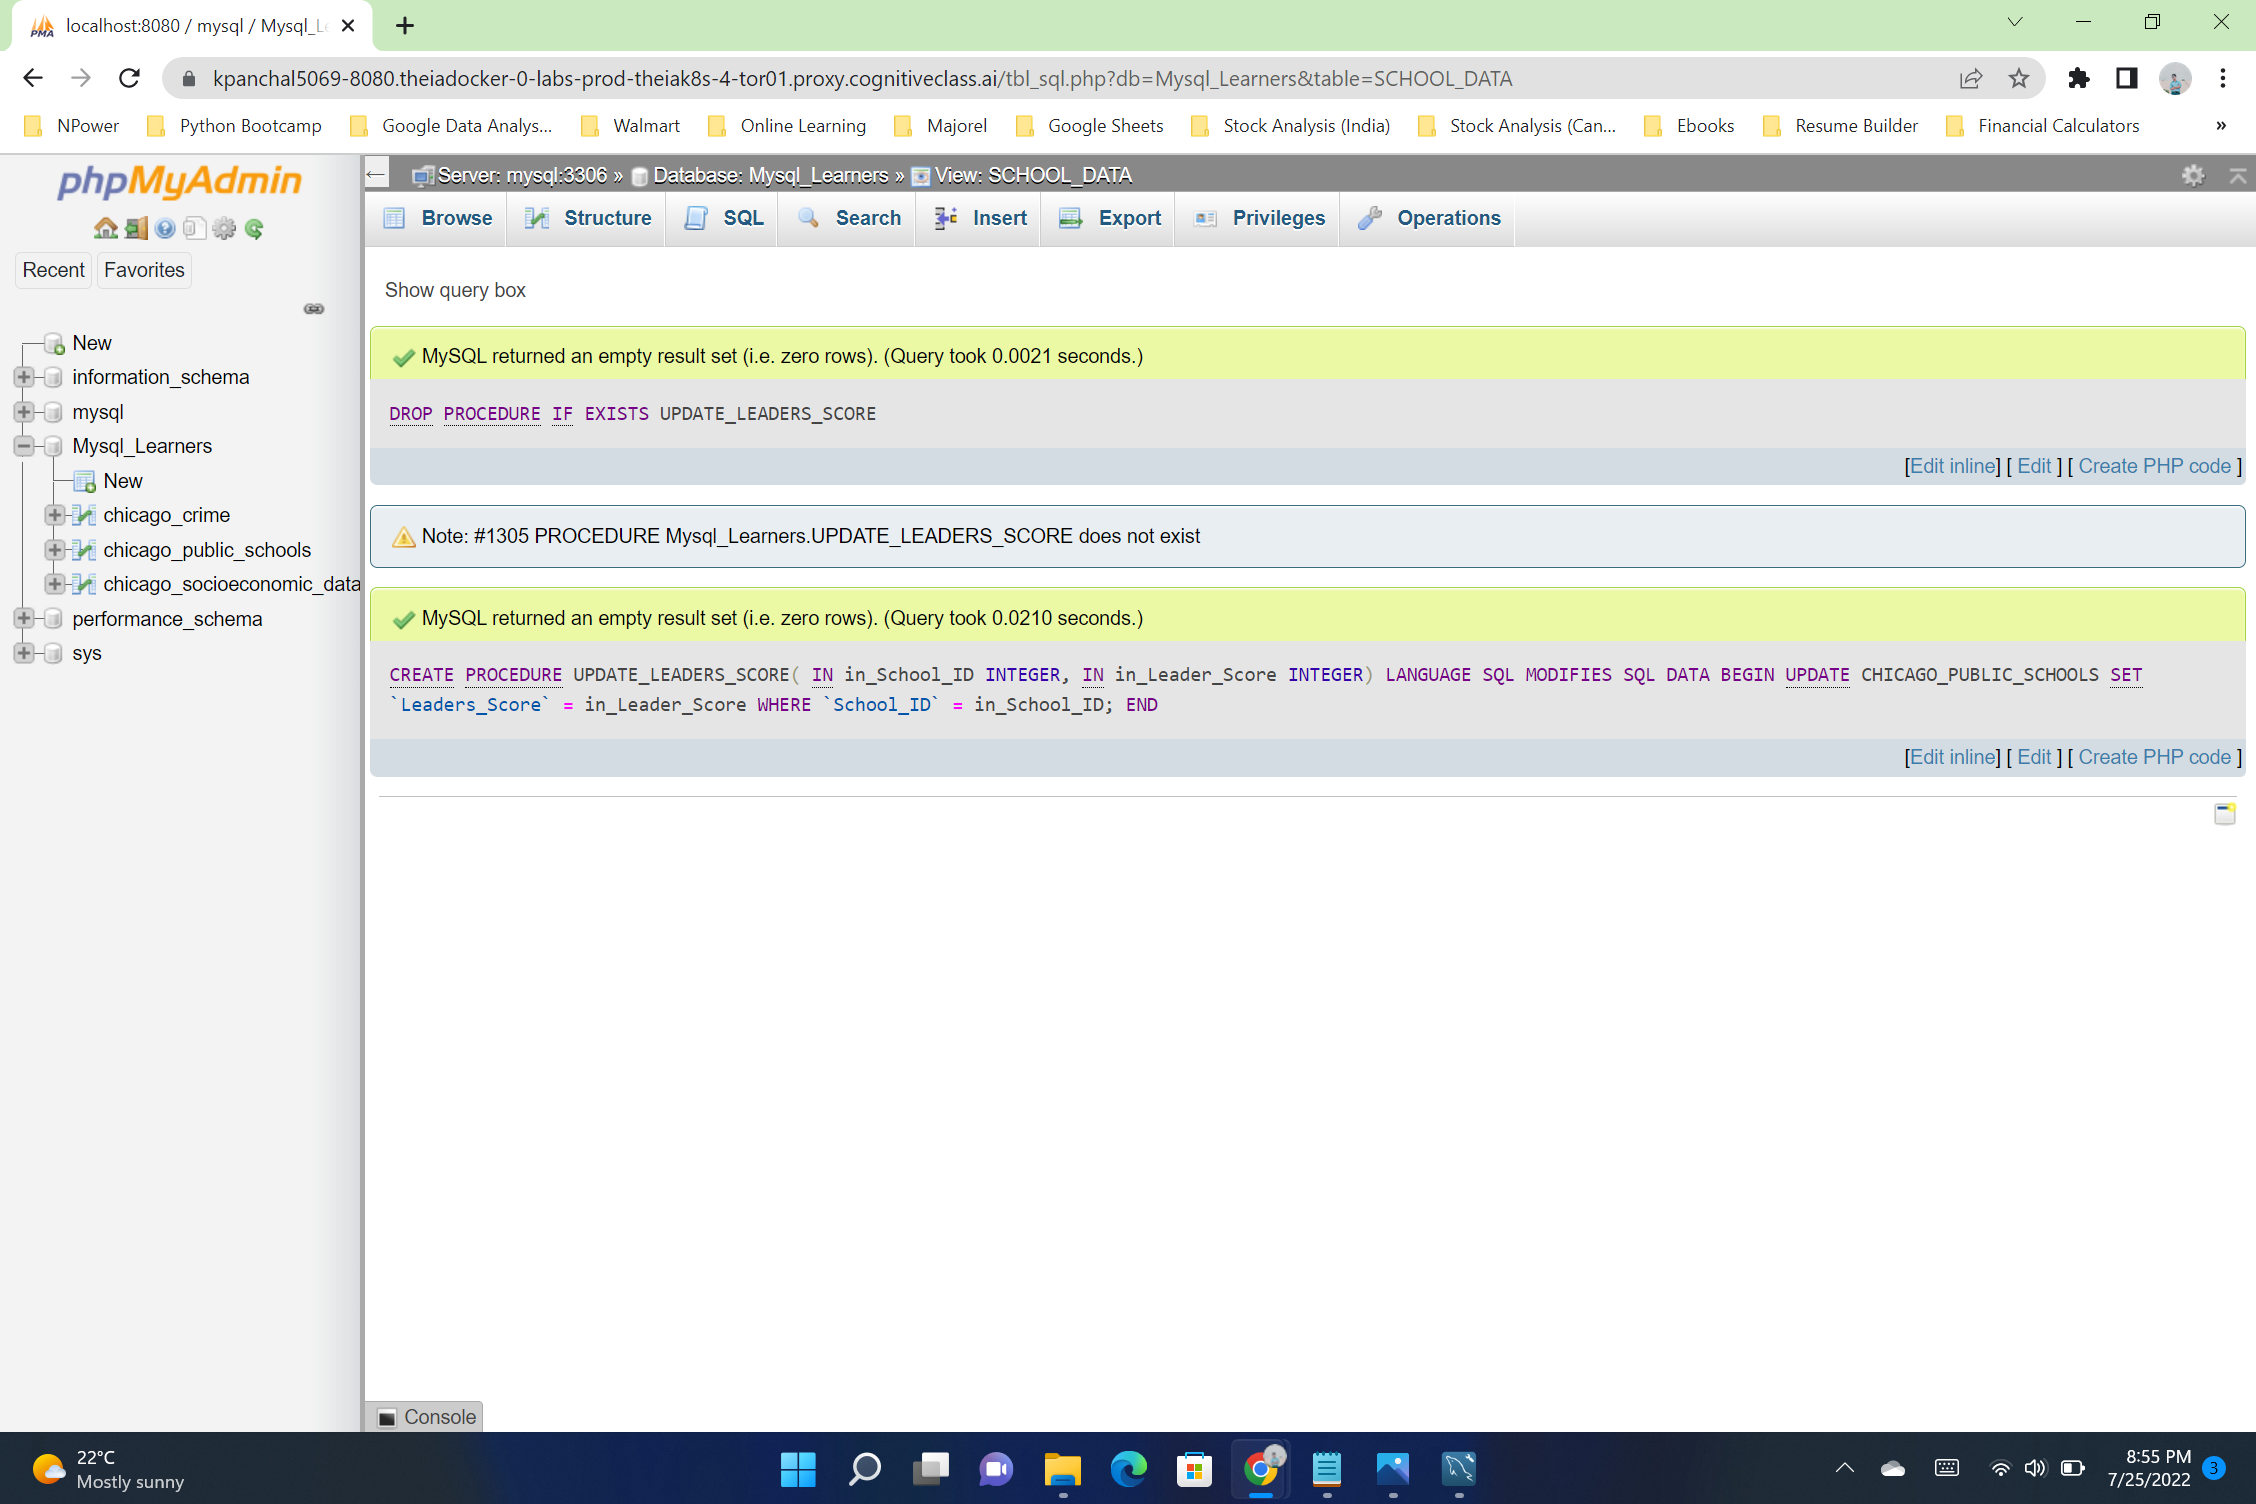 localhost:8080 / mysql / Mysql_Le
kpanchal5069-8080.theiadocker-0-labs-prod-theiak8s-4-tor01.proxy.cognitiveclass.ai/tbl_sql.php?db=Mysql_Learners&table=SCHOOL_DATA
NPower Python Bootcamp Google Data Analys... Walmart Online Learning Majorel Google Sheets Stock Analysis (India) Stock Analysis (Can... Ebooks Resume Builder Financial Calculators »
phpMyAdmin
Recent Favorites
New
information_schema
mysql
Mysql_Learners
New
chicago_crime
chicago_public_schools
chicago_socioeconomic_data
performance_schema
sys
Server: mysql:3306 » Database: Mysql_Learners » View: SCHOOL_DATA
Browse Structure SQL Search Insert Export Privileges Operations
Show query box
MySQL returned an empty result set (i.e. zero rows). (Query took 0.0021 seconds.)
DROP PROCEDURE IF EXISTS UPDATE_LEADERS_SCORE
[Edit inline] [ Edit ] [ Create PHP code ]
Note: #1305 PROCEDURE Mysql_Learners.UPDATE_LEADERS_SCORE does not exist
MySQL returned an empty result set (i.e. zero rows). (Query took 0.0210 seconds.)
CREATE PROCEDURE UPDATE_LEADERS_SCORE( IN in_School_ID INTEGER, IN in_Leader_Score INTEGER) LANGUAGE SQL MODIFIES SQL DATA BEGIN UPDATE CHICAGO_PUBLIC_SCHOOLS SET
`Leaders_Score` = in_Leader_Score WHERE `School_ID` = in_School_ID; END
[Edit inline] [ Edit ] [ Create PHP code ]
Console
22°C
Mostly sunny
8:55 PM
7/25/2022
3